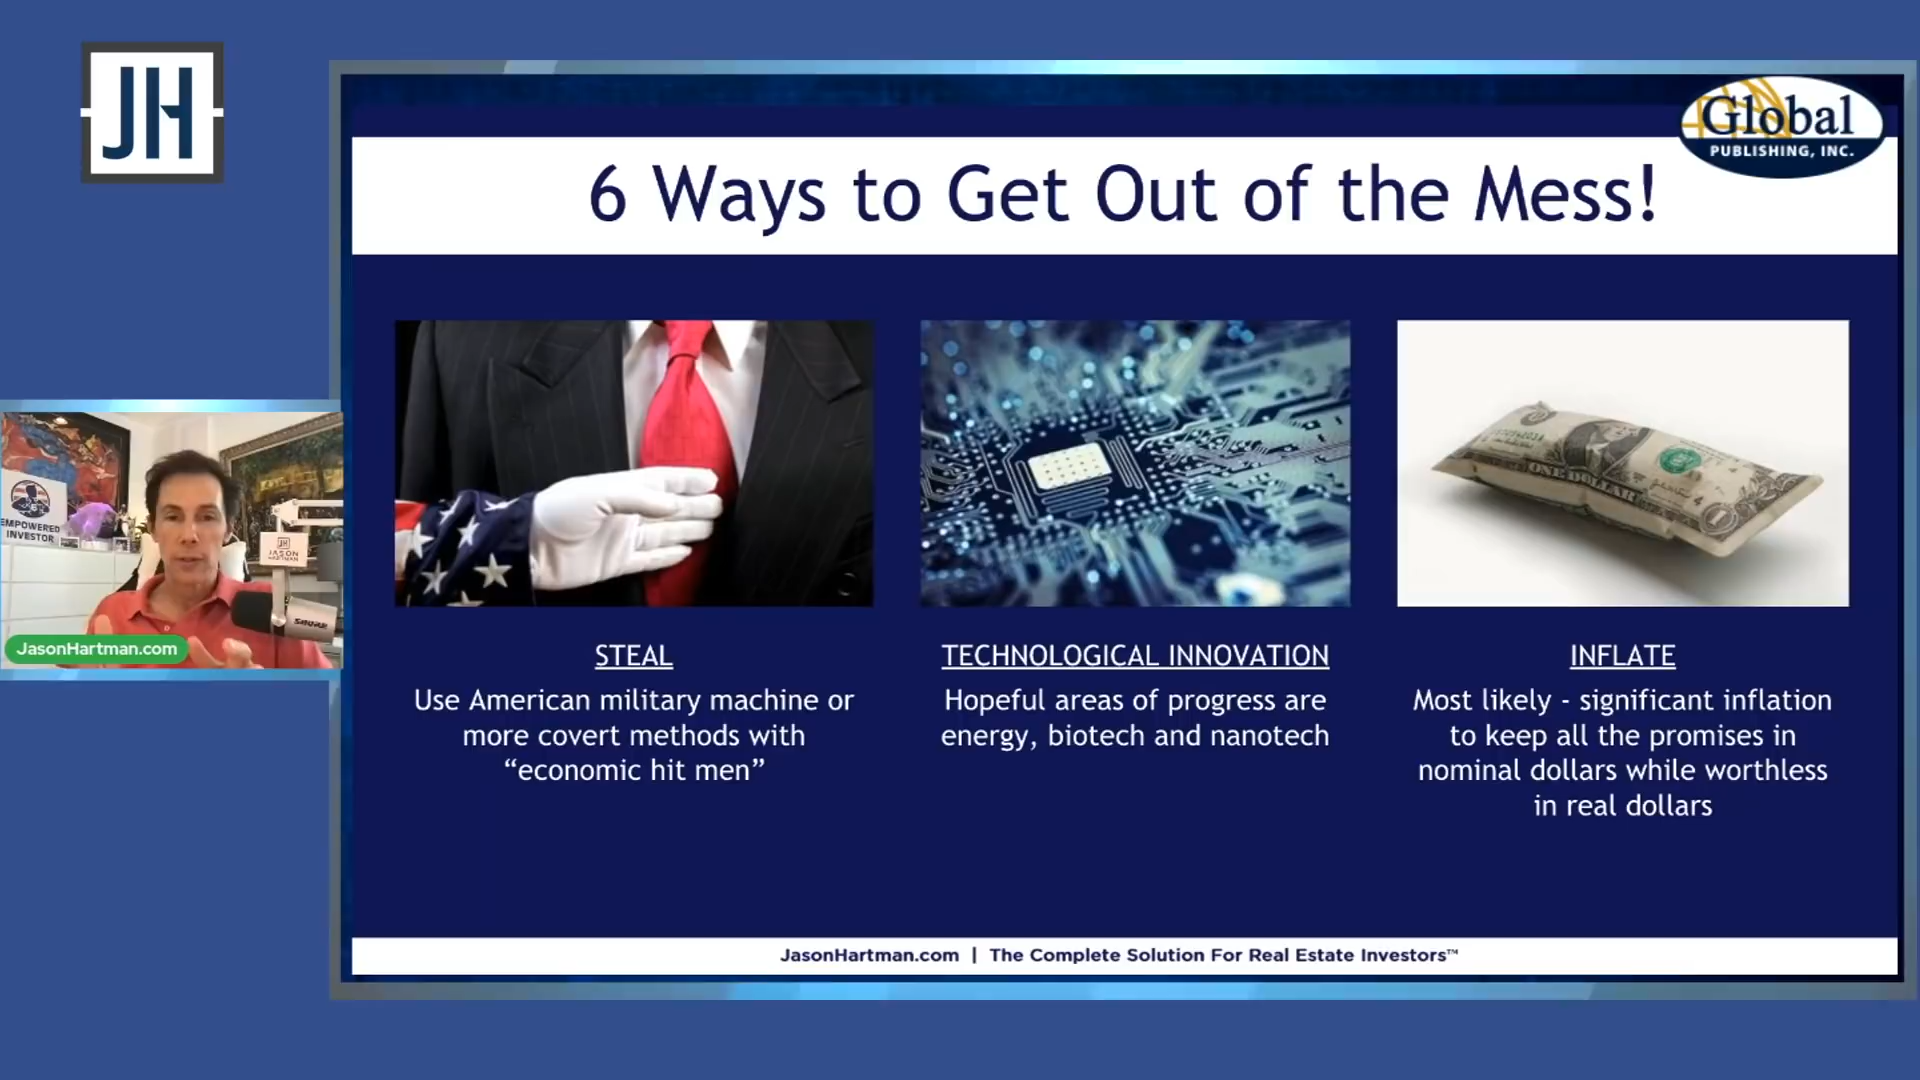 JH
Global
PUBLISHING, INC.
6 Ways to Get Out of the Mess!
EMPOWERED
INVESTOR
JH
JASON
HARTMAN
SHURE
JasonHartman.com
ONE DOLLAR
STEAL
Use American military machine or
more covert methods with
“economic hit men”
TECHNOLOGICAL INNOVATION
Hopeful areas of progress are
energy, biotech and nanotech
INFLATE
Most likely - significant inflation
to keep all the promises in
nominal dollars while worthless
in real dollars
JasonHartman.com | The Complete Solution For Real Estate Investors™